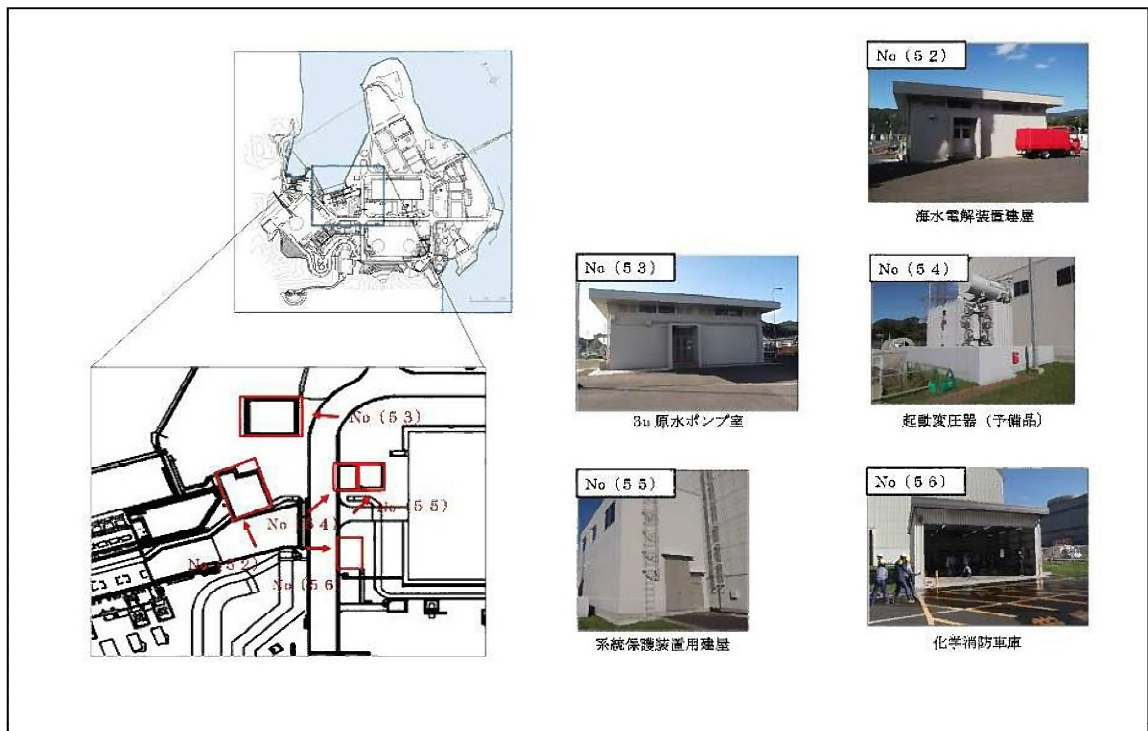 No（52）
海水電解装置建屋
No（53）
3u 原水ポンプ室
No（54）
起動変圧器（予備品）
No（55）
系統保護装置用建屋
No（56）
化学消防車庫
No（53）
No（55）
No（54）
No（52）
No（56）